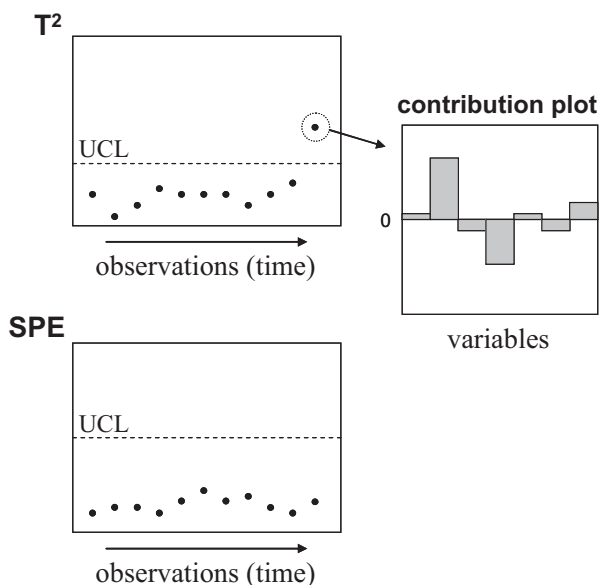 T²
contribution plot
UCL
0
observations (time)
variables
SPE
UCL
observations (time)